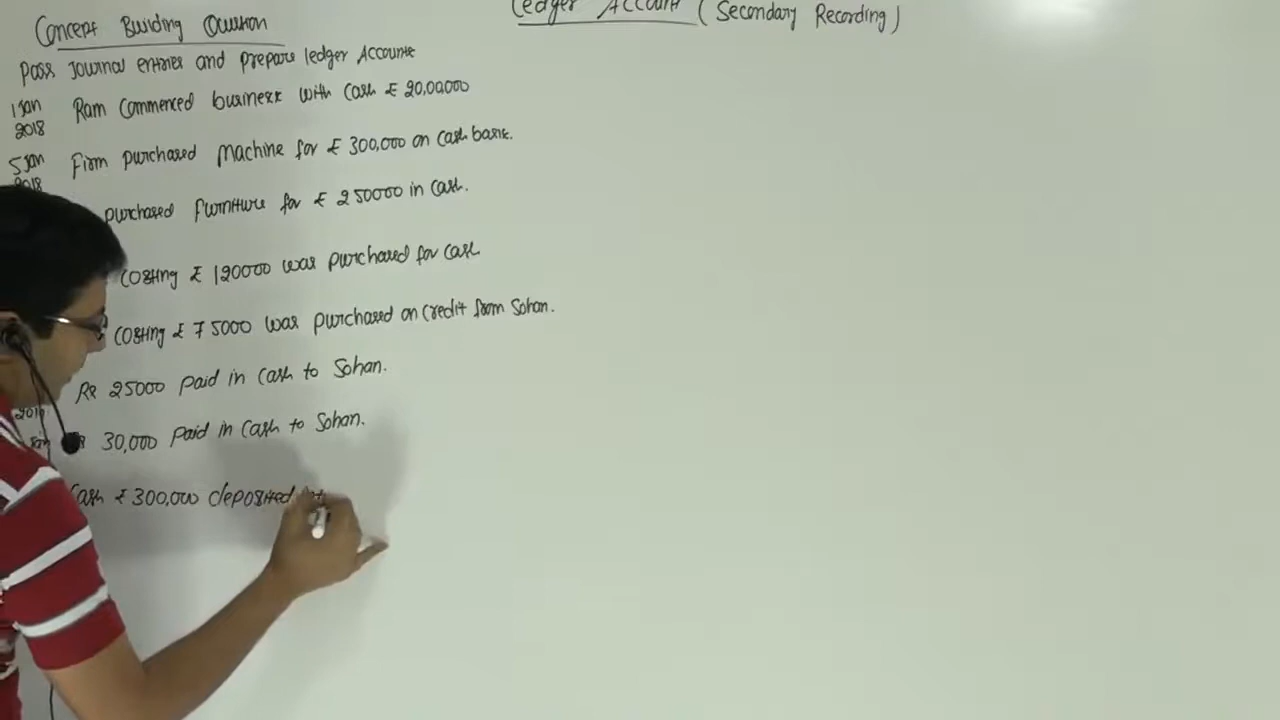 Ledger Account (Secondary Recording)
Concept Building Question
Pass Journal entries and prepare ledger Accounts
1 Jan 2018 Ram Commenced business with Cash ₹ 20,00,000
5 Jan 2018 Firm purchased Machine for ₹ 300,000 on Cash bank.
purchased furniture for ₹ 250000 in Cash.
Costing ₹ 120000 was purchased for Cash
Costing ₹ 75000 was purchased on Credit from Sohan.
Rs 25000 paid in Cash to Sohan.
2018
Jan 30,000 paid in Cash to Sohan.
Cash ₹ 300,000 deposited